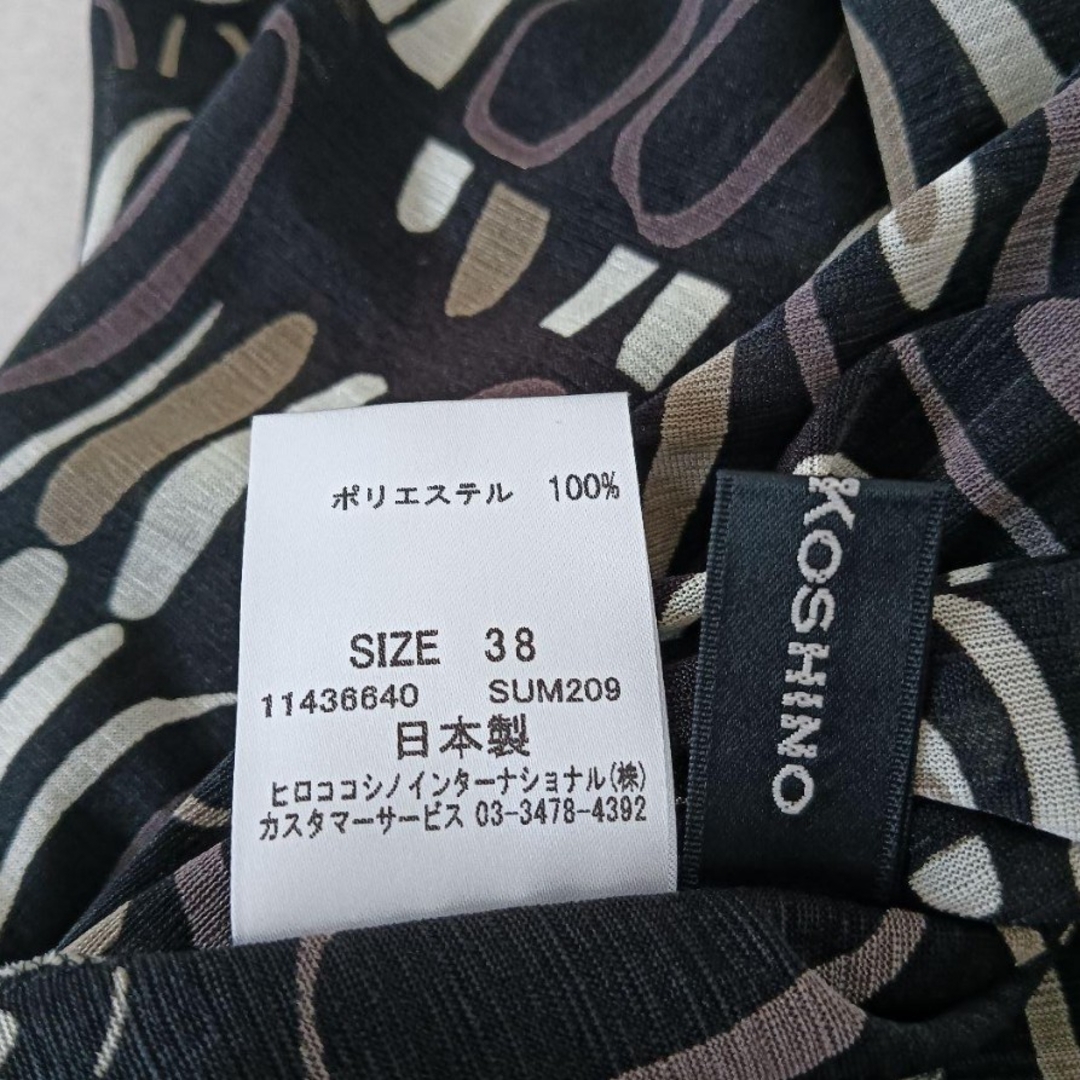 ポリエステル 100%
SIZE 38
11436640 SUM209
日本製
ヒロココシノインターナショナル(株)
カスタマーサービス 03-3478-4392
KOSHINO